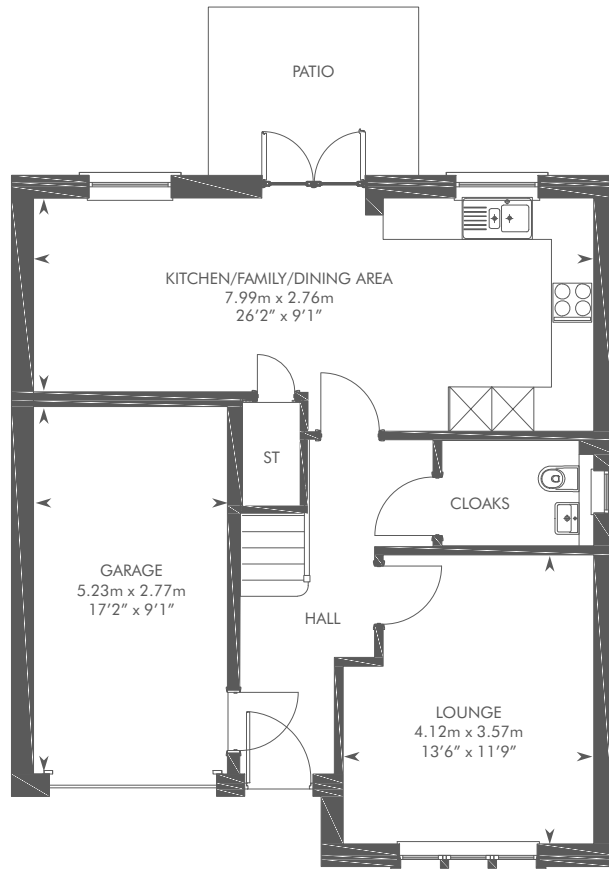 PATIO
KITCHEN/FAMILY/DINING AREA
7.99m x 2.76m
26’2” x 9’1”
ST
CLOAKS
GARAGE
5.23m x 2.77m
17’2” x 9’1”
HALL
LOUNGE
4.12m x 3.57m
13’6” x 11’9”